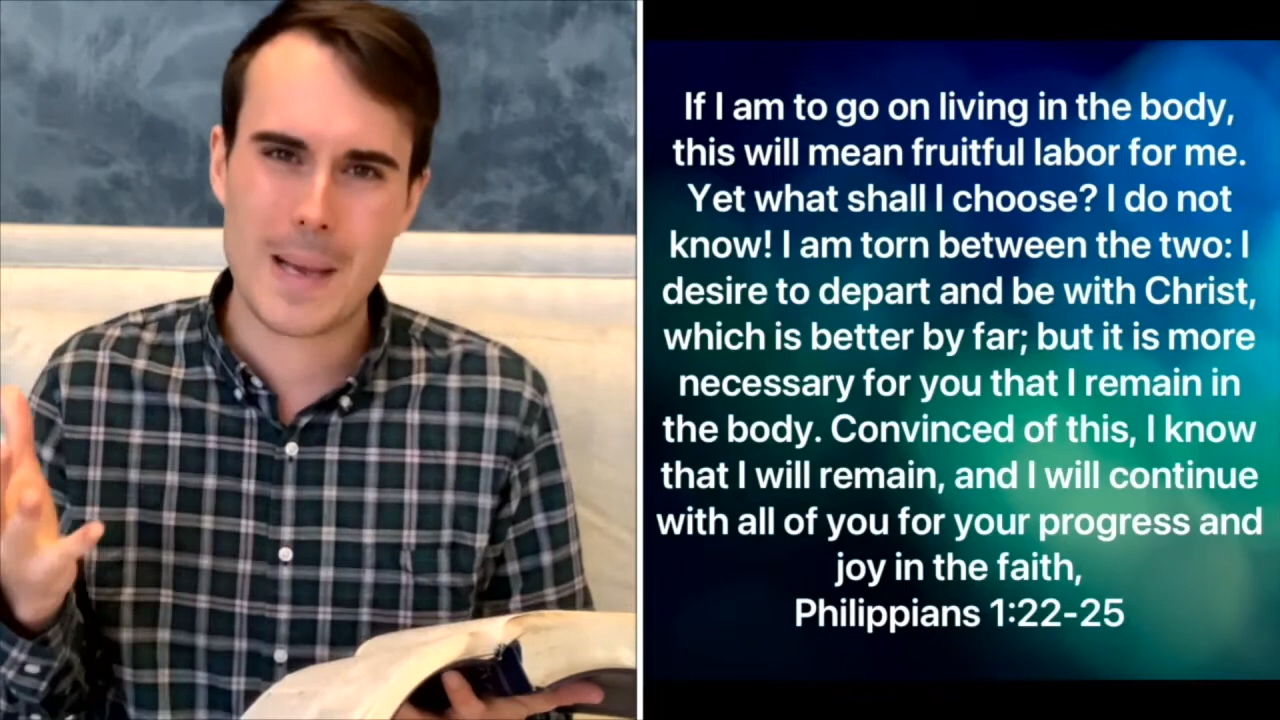 If I am to go on living in the body,
this will mean fruitful labor for me.
Yet what shall I choose? I do not
know! I am torn between the two: I
desire to depart and be with Christ,
which is better by far; but it is more
necessary for you that I remain in
the body. Convinced of this, I know
that I will remain, and I will continue
with all of you for your progress and
joy in the faith,
Philippians 1:22-25